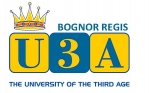 BOGNOR REGIS
U3A
THE UNIVERSITY OF THE THIRD AGE